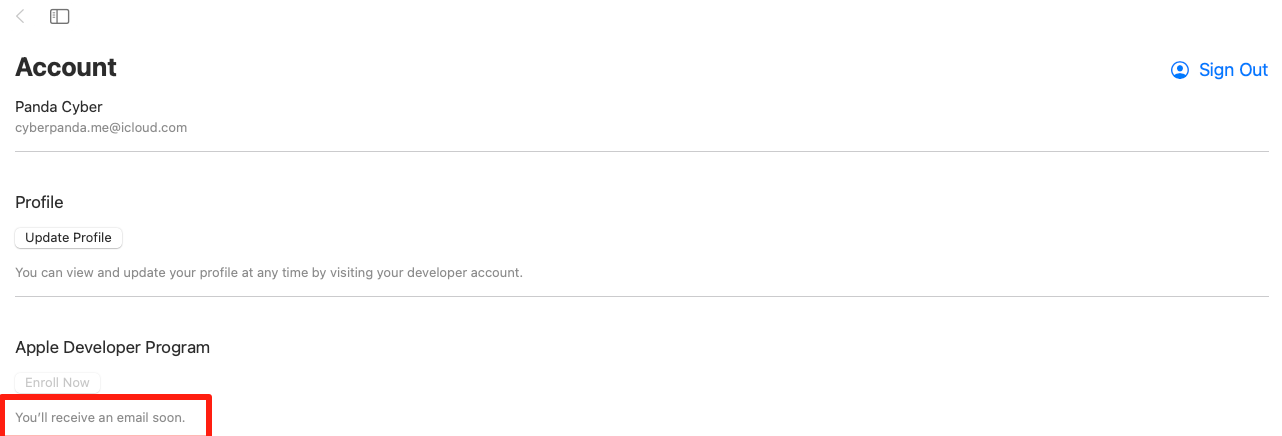 Account
Sign Out
Panda Cyber
cyberpanda.me@icloud.com
Profile
Update Profile
You can view and update your profile at any time by visiting your developer account.
Apple Developer Program
Enroll Now
You’ll receive an email soon.